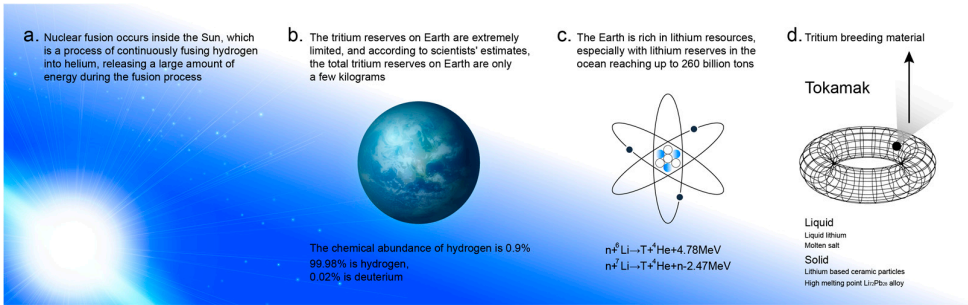 a. Nuclear fusion occurs inside the Sun, which
is a process of continuously fusing hydrogen
into helium, releasing a large amount of
energy during the fusion process
b. The tritium reserves on Earth are extremely
limited, and according to scientists' estimates,
the total tritium reserves on Earth are only
a few kilograms
The chemical abundance of hydrogen is 0.9%
99.98% is hydrogen,
0.02% is deuterium
c. The Earth is rich in lithium resources,
especially with lithium reserves in the
ocean reaching up to 260 billion tons
n+⁶Li→T+⁴He+4.78MeV
n+⁷Li→T+⁴He+n-2.47MeV
d. Tritium breeding material
Tokamak
Liquid
Liquid lithium
Molten salt
Solid
Lithium based ceramic particles
High melting point Alloy